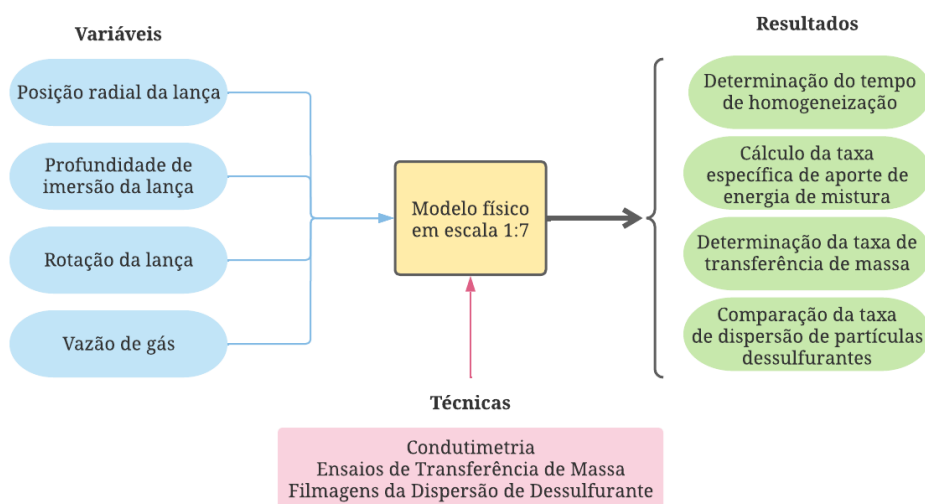 Variáveis
Posição radial da lança
Profundidade de
imersão da lança
Rotação da lança
Vazão de gás
Modelo físico
em escala 1:7
Técnicas
Condutimetria
Ensaios de Transferência de Massa
Filmagens da Dispersão de Dessulfurante
Resultados
Determinação do tempo
de homogeneização
Cálculo da taxa
específica de aporte de
energia de mistura
Determinação da taxa de
transferência de massa
Comparação da taxa
de dispersão de partículas
dessulfurantes